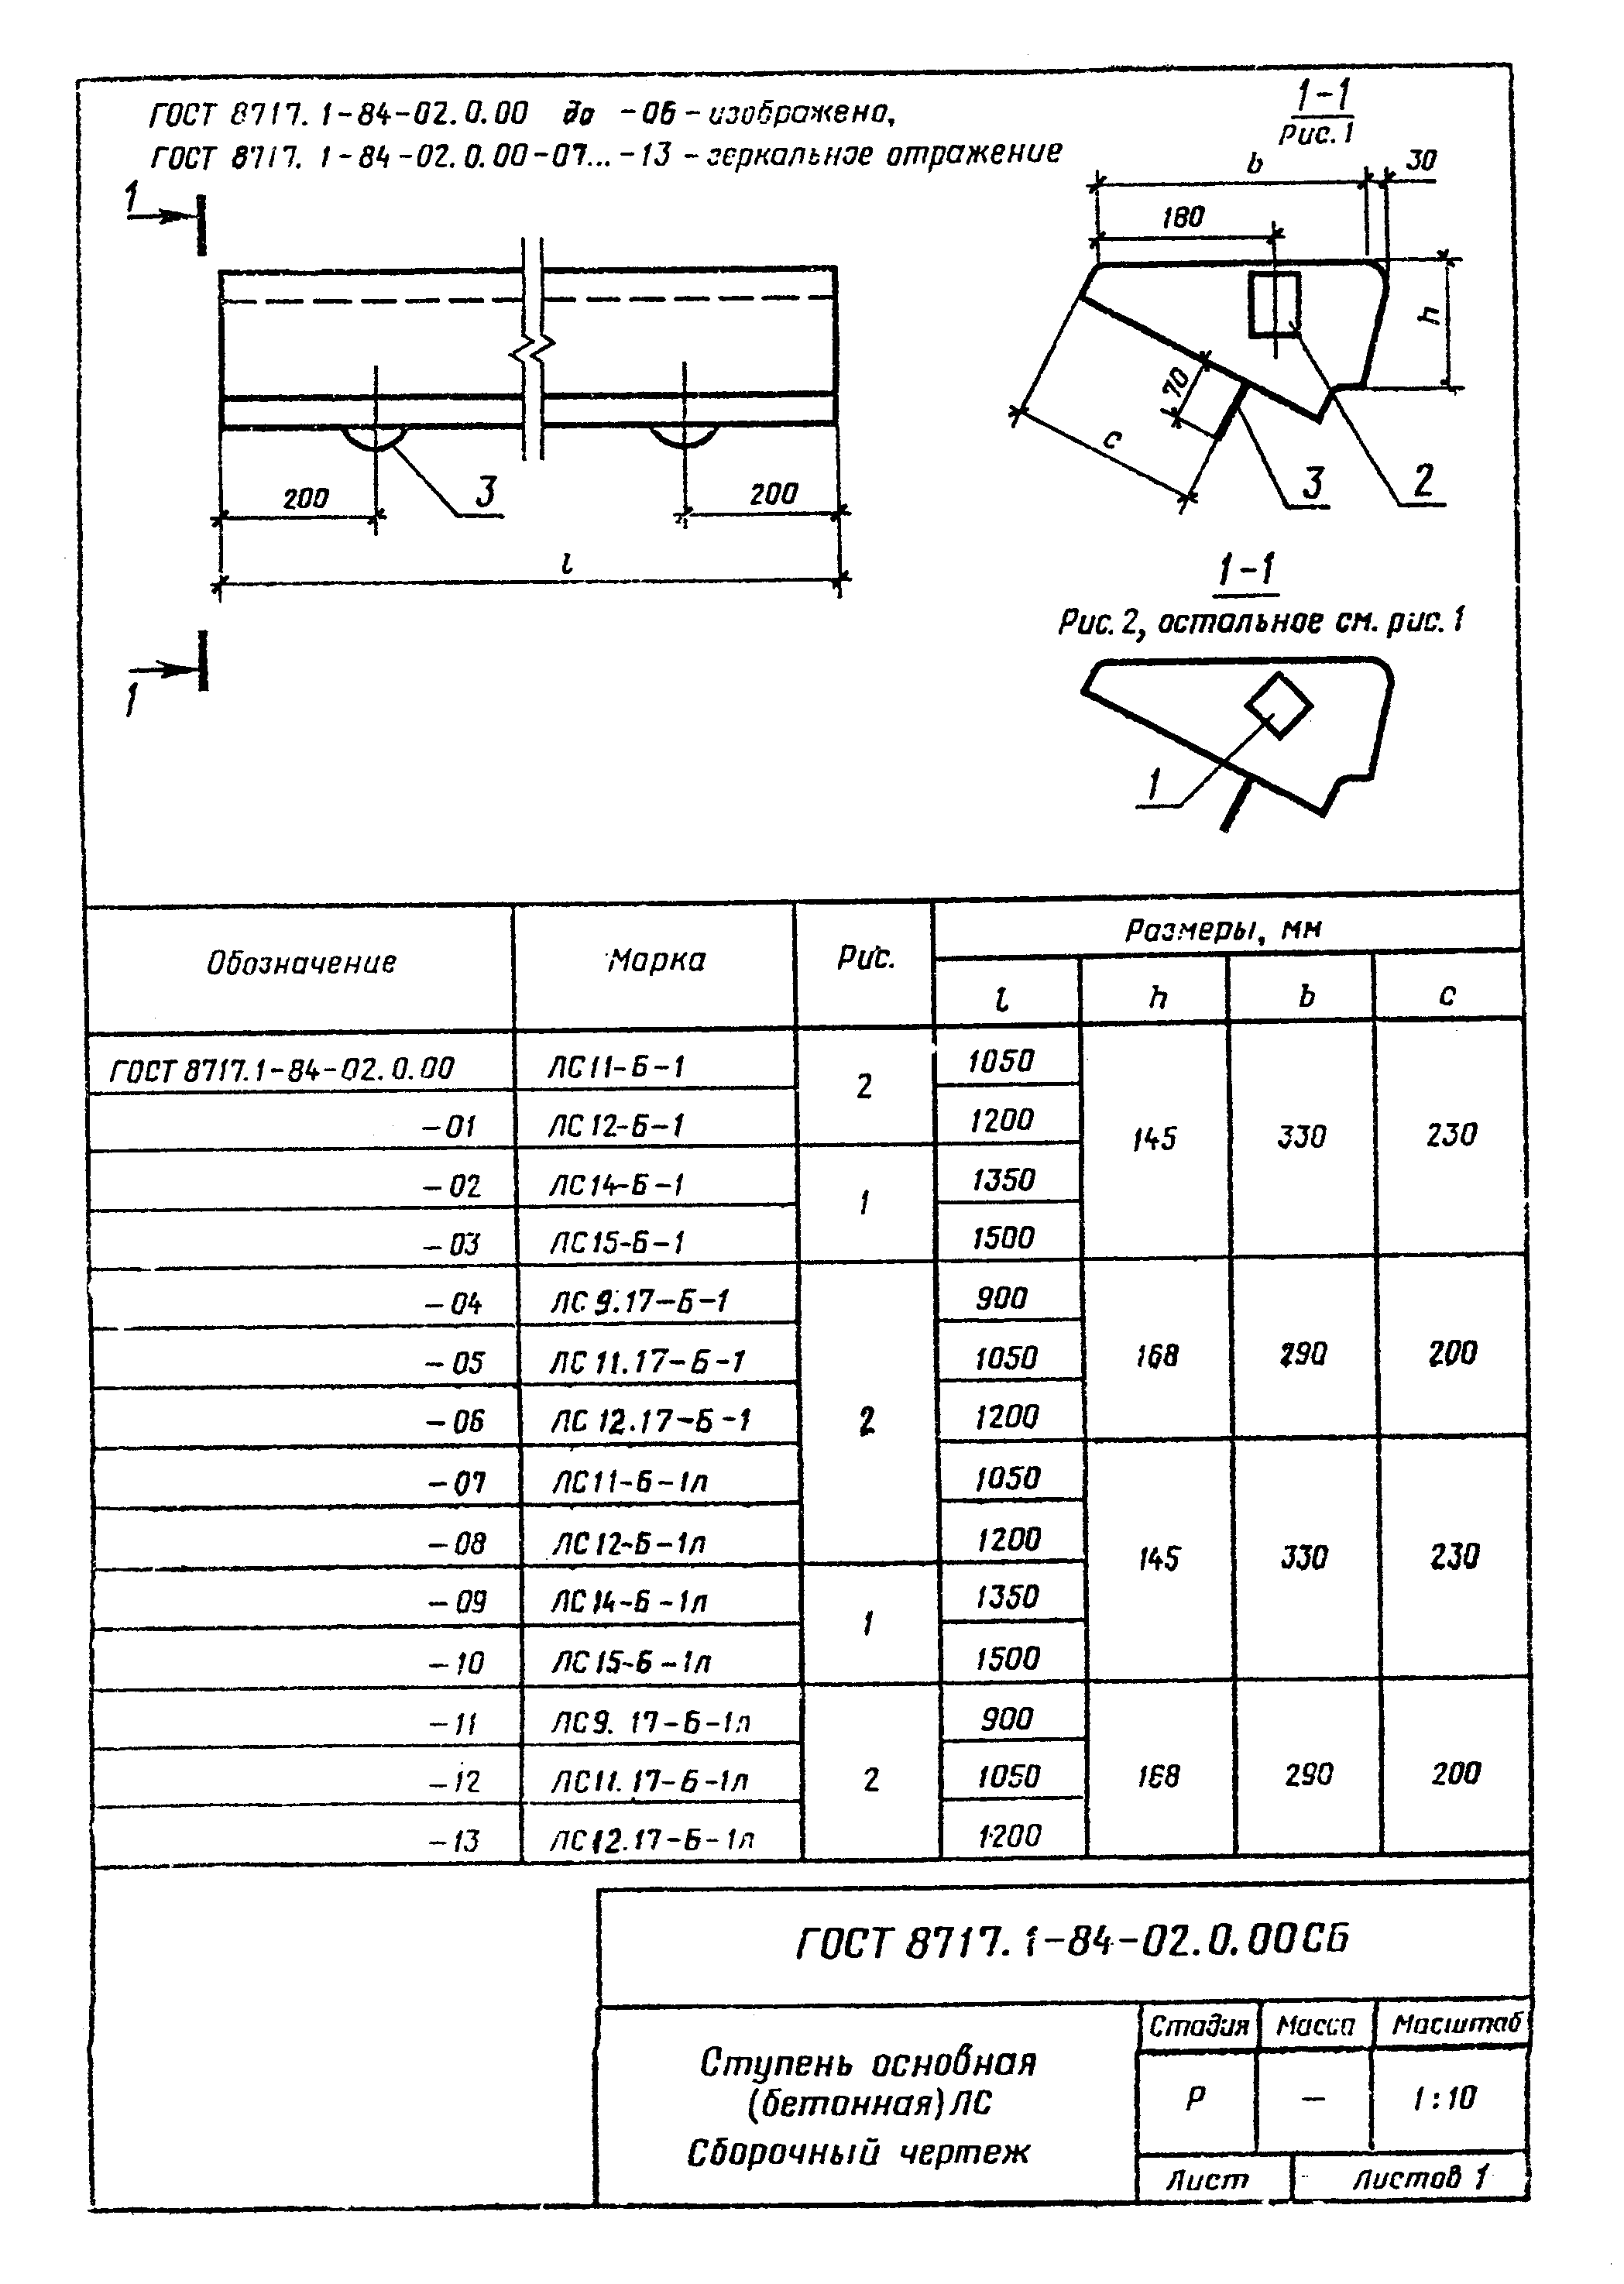 ГОСТ 8717. 1-84-02. 0. 00 до -06 - изображено,
ГОСТ 8717. 1-84-02. 0. 00-07... -13 - зеркальное отражение
1-1
Рис. 1
b
30
180
h
70
c
3
2
1
200
3
200
l
1
1-1
Рис. 2, остальное см. рис. 1
1
Обозначение Марка Рис. Размеры, мм
l h b c
ГОСТ 8717. 1-84-02. 0. 00 ЛС11-Б-1 2 1050 145 330 230
-01 ЛС12-Б-1 1200
-02 ЛС14-Б-1 1 1350
-03 ЛС15-Б-1 1500
-04 ЛС9.17-Б-1 2 900 168 290 200
-05 ЛС11.17-Б-1 1050
-06 ЛС12.17-Б-1 1200
-07 ЛС11-Б-1л 1050 145 330 230
-08 ЛС12-Б-1л 1200
-09 ЛС14-Б-1л 1 1350
-10 ЛС15-Б-1л 1500
-11 ЛС9.17-Б-1л 2 900 168 290 200
-12 ЛС11.17-Б-1л 1050
-13 ЛС12.17-Б-1л 1200
ГОСТ 8717. 1-84-02. 0. 00СБ
Ступень основная
(бетонная) ЛС
Сборочный чертеж
Стадия Масса Масштаб
Р — 1:10
Лист Листов 1